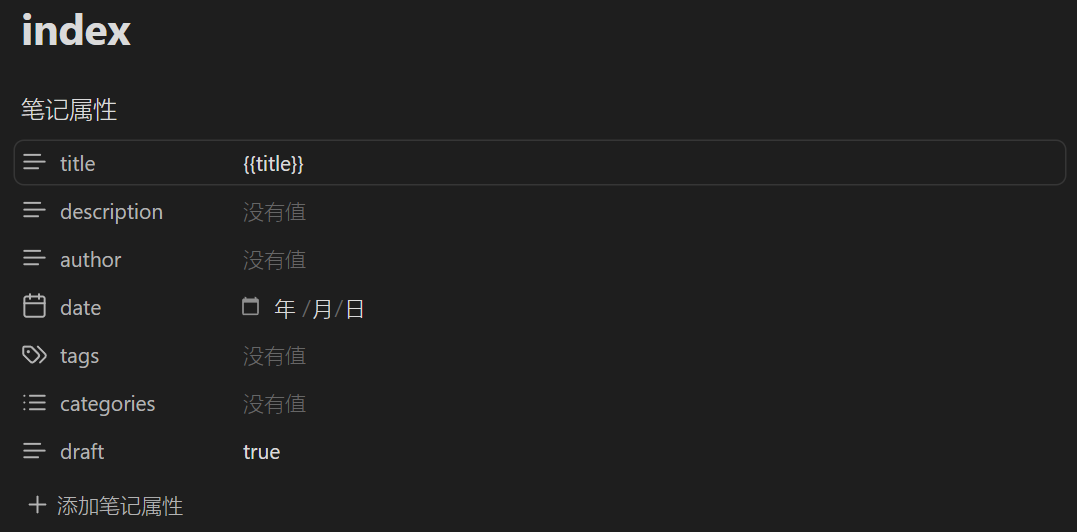 index
笔记属性
title {{title}}
description 没有值
author 没有值
date 年 /月/日
tags 没有值
categories 没有值
draft true
添加笔记属性